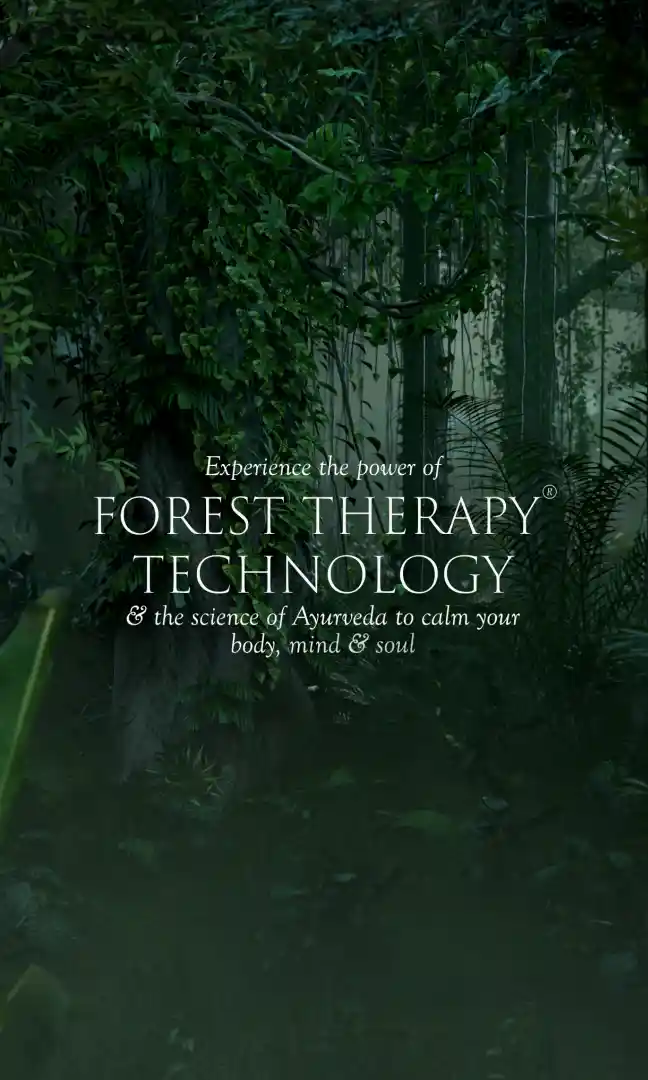 Experience the power of
FOREST THERAPY®
TECHNOLOGY
& the science of Ayurveda to calm your
body, mind & soul